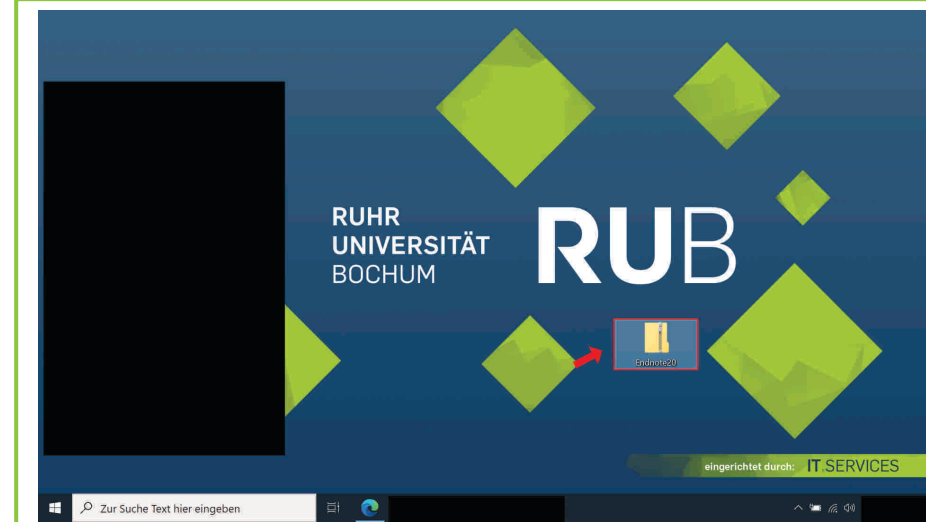 RUHR
UNIVERSITÄT
BOCHUM
RUB
Endnote20
eingerichtet durch: IT.SERVICES
Zur Suche Text hier eingeben